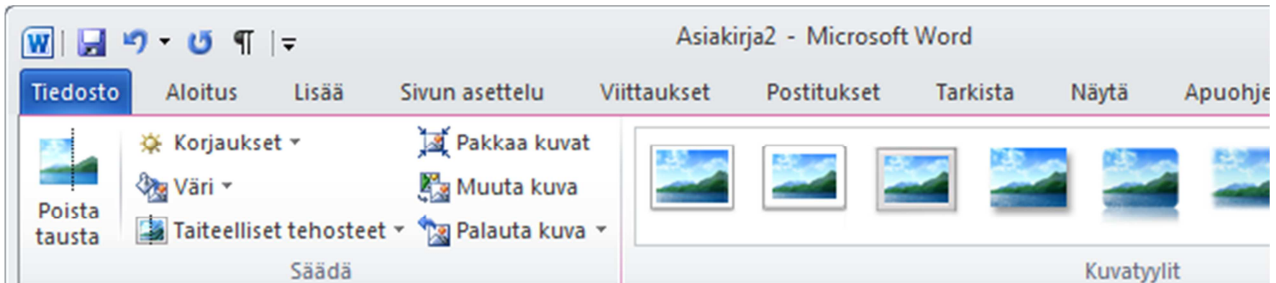 Asiakirja2 - Microsoft Word
Tiedosto Aloitus Lisää Sivun asettelu Viittaukset Postitukset Tarkista Näytä Apuohje
Poista
tausta
Korjaukset
Väri
Taiteelliset tehosteet
Pakkaa kuvat
Muuta kuva
Palauta kuva
Säädä
Kuvatyylit